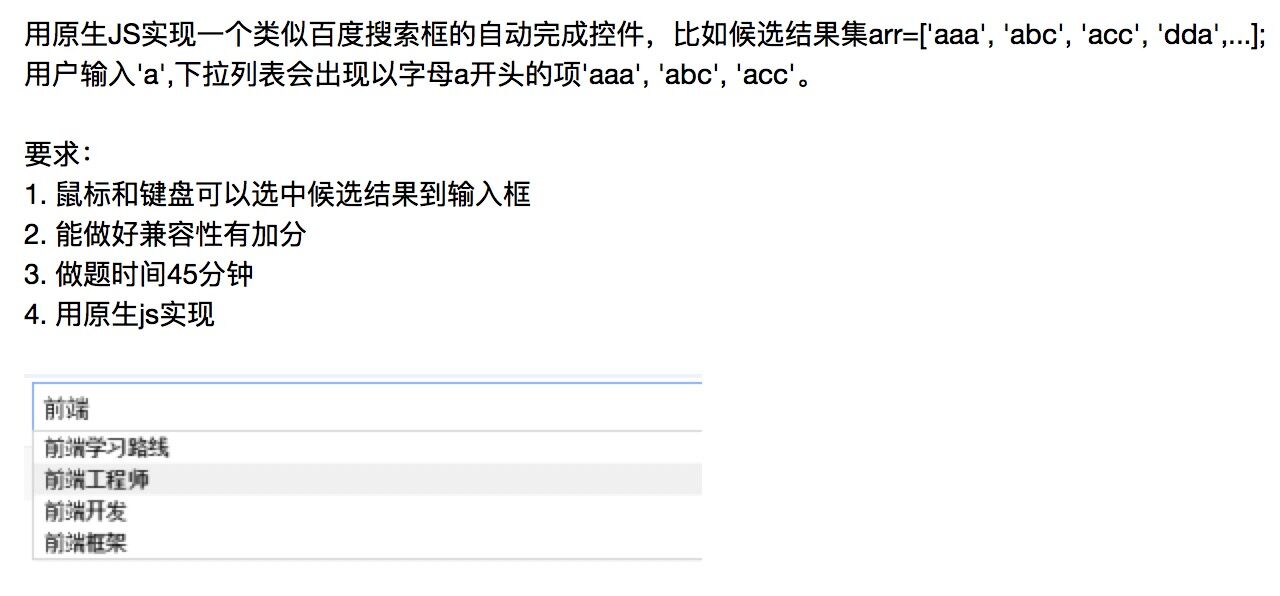 用原生JS实现一个类似百度搜索框的自动完成控件，比如候选结果集arr=['aaa', 'abc', 'acc', 'dda',...];
用户输入'a',下拉列表会出现以字母a开头的项'aaa', 'abc', 'acc'。
要求：
1. 鼠标和键盘可以选中候选结果到输入框
2. 能做好兼容性有加分
3. 做题时间45分钟
4. 用原生js实现
前端
前端学习路线
前端工程师
前端开发
前端框架